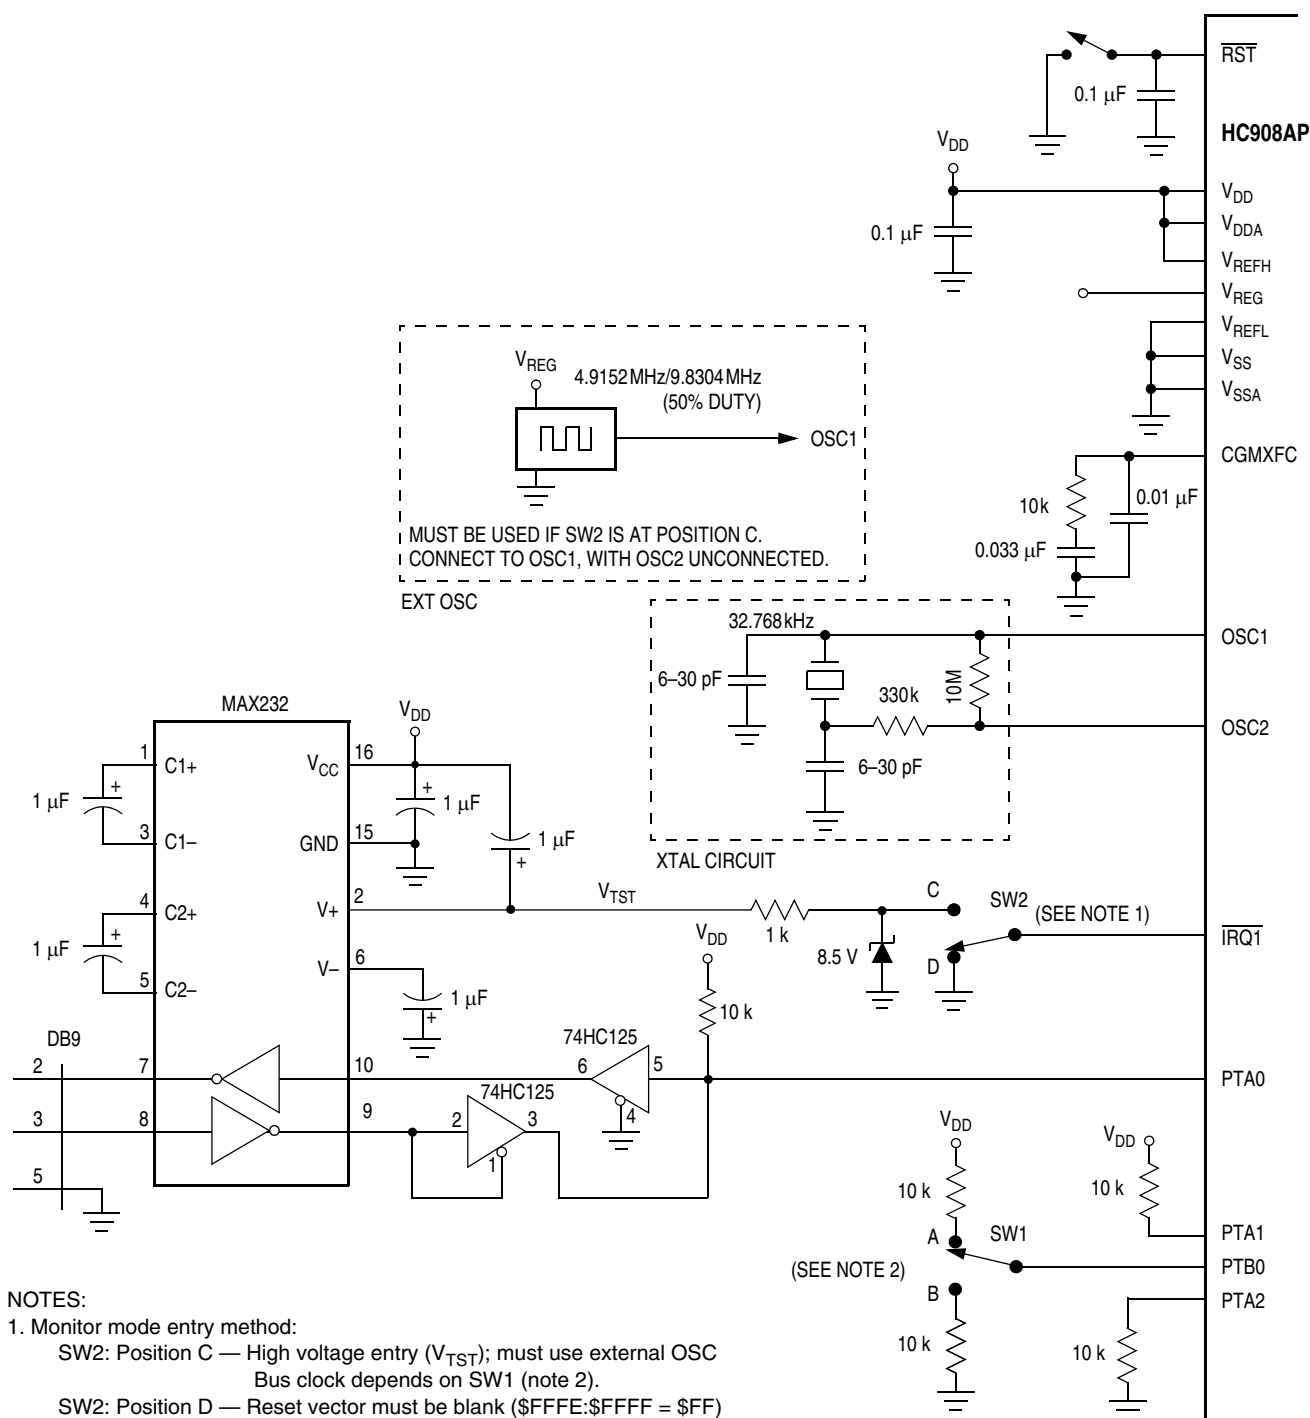 RST
0.1 μF
HC908AP
VDD
VDD
0.1 μF
VDDA
VREFH
VREG
VREFL
VSS
VSSA
VREG
4.9152MHz/9.8304MHz
(50% DUTY)
OSC1
MUST BE USED IF SW2 IS AT POSITION C.
CONNECT TO OSC1, WITH OSC2 UNCONNECTED.
EXT OSC
CGMXFC
10k
0.01 μF
0.033 μF
32.768kHz
OSC1
6–30 pF
10M
330k
OSC2
6–30 pF
XTAL CIRCUIT
MAX232
VDD
1
C1+
VCC
16
1 μF
+
+
1 μF
3
C1–
GND
15
1 μF
+
4
C2+
V+
2
VTST
1 k
C
SW2
(SEE NOTE 1)
IRQ1
1 μF
+
5
C2–
V–
6
1 μF
+
8.5 V
D
VDD
10 k
DB9
74HC125
2
7
10
6
5
4
PTA0
74HC125
3
8
9
2
3
1
5
VDD
VDD
10 k
10 k
A
SW1
PTA1
(SEE NOTE 2)
PTB0
B
PTA2
10 k
10 k
NOTES:
1. Monitor mode entry method:
SW2: Position C — High voltage entry (VTST); must use external OSC
Bus clock depends on SW1 (note 2).
SW2: Position D — Reset vector must be blank ($FFFE:$FFFF = $FF)